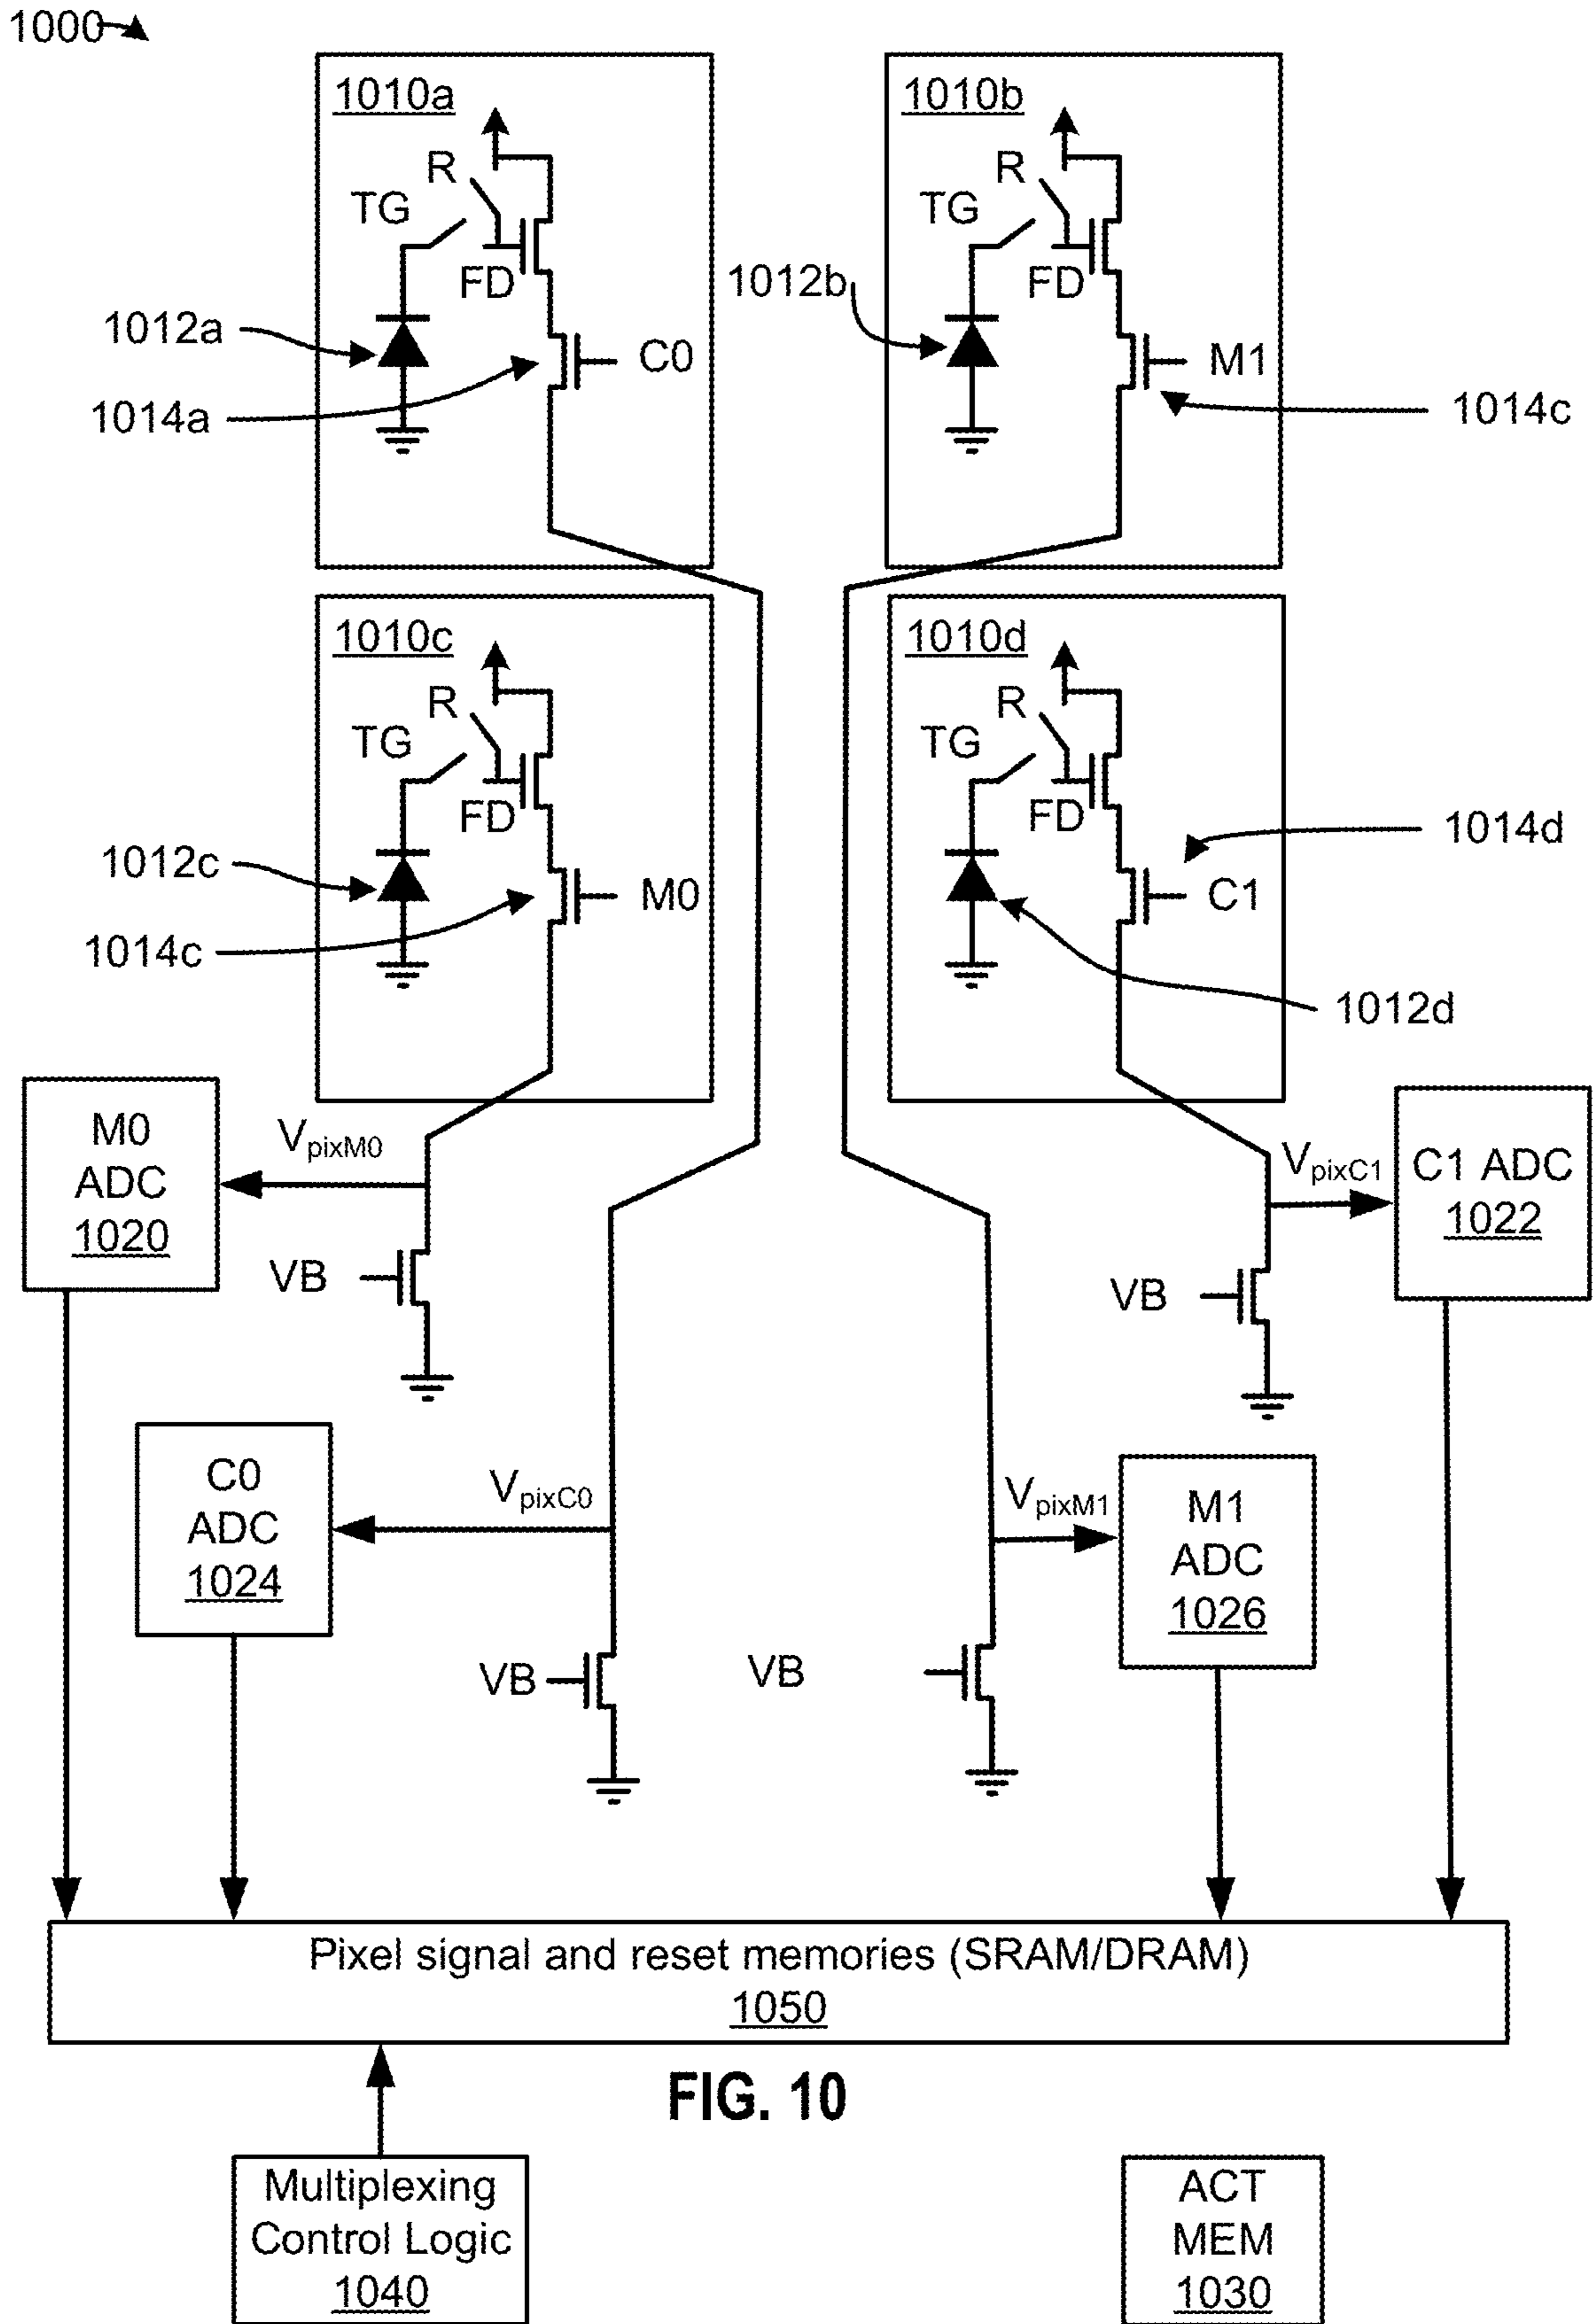 1000
1010a
1010b
R
R
TG
TG
FD
FD
1012b
1012a
C0
M1
1014a
1014c
1010c
1010d
R
R
TG
TG
FD
FD
1014d
1012c
M0
C1
1014c
1012d
M0
ADC
1020
VpixM0
VpixC1
C1 ADC
1022
VB
VB
C0
ADC
1024
VpixC0
VpixM1
M1
ADC
1026
VB
VB
Pixel signal and reset memories (SRAM/DRAM)
1050
FIG. 10
Multiplexing
Control Logic
1040
ACT
MEM
1030